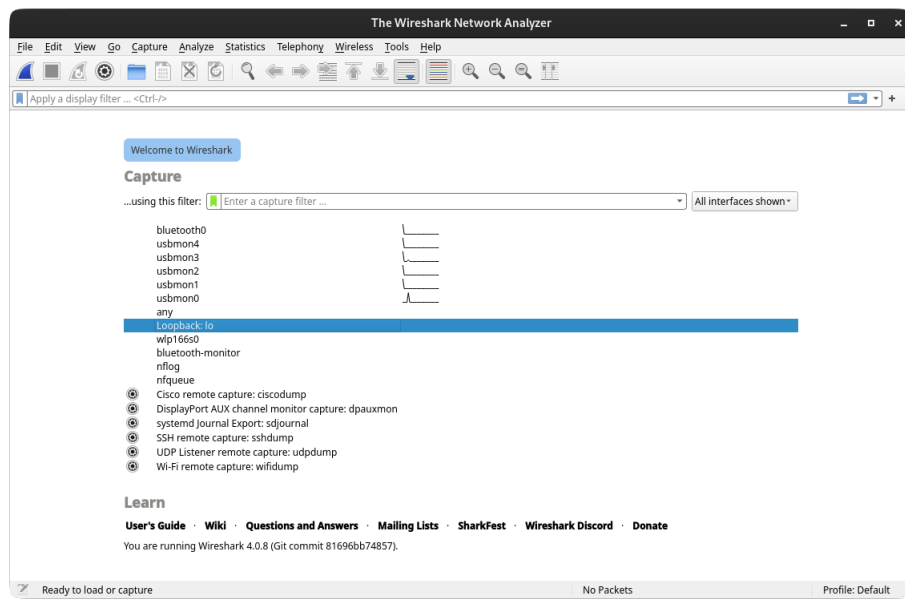 The Wireshark Network Analyzer
File Edit View Go Capture Analyze Statistics Telephony Wireless Tools Help
Apply a display filter ... <Ctrl-/>
Welcome to Wireshark
Capture
...using this filter: Enter a capture filter ... All interfaces shown
bluetooth0
usbmon4
usbmon3
usbmon2
usbmon1
usbmon0
any
Loopback: lo
wlp166s0
bluetooth-monitor
nflog
nfqueue
Cisco remote capture: ciscodump
DisplayPort AUX channel monitor capture: dpauxmon
systemd Journal Export: sdjournal
SSH remote capture: sshdump
UDP Listener remote capture: udpdump
Wi-Fi remote capture: wifidump
Learn
User's Guide · Wiki · Questions and Answers · Mailing Lists · SharkFest · Wireshark Discord · Donate
You are running Wireshark 4.0.8 (Git commit 81696bb74857).
Ready to load or capture No Packets Profile: Default